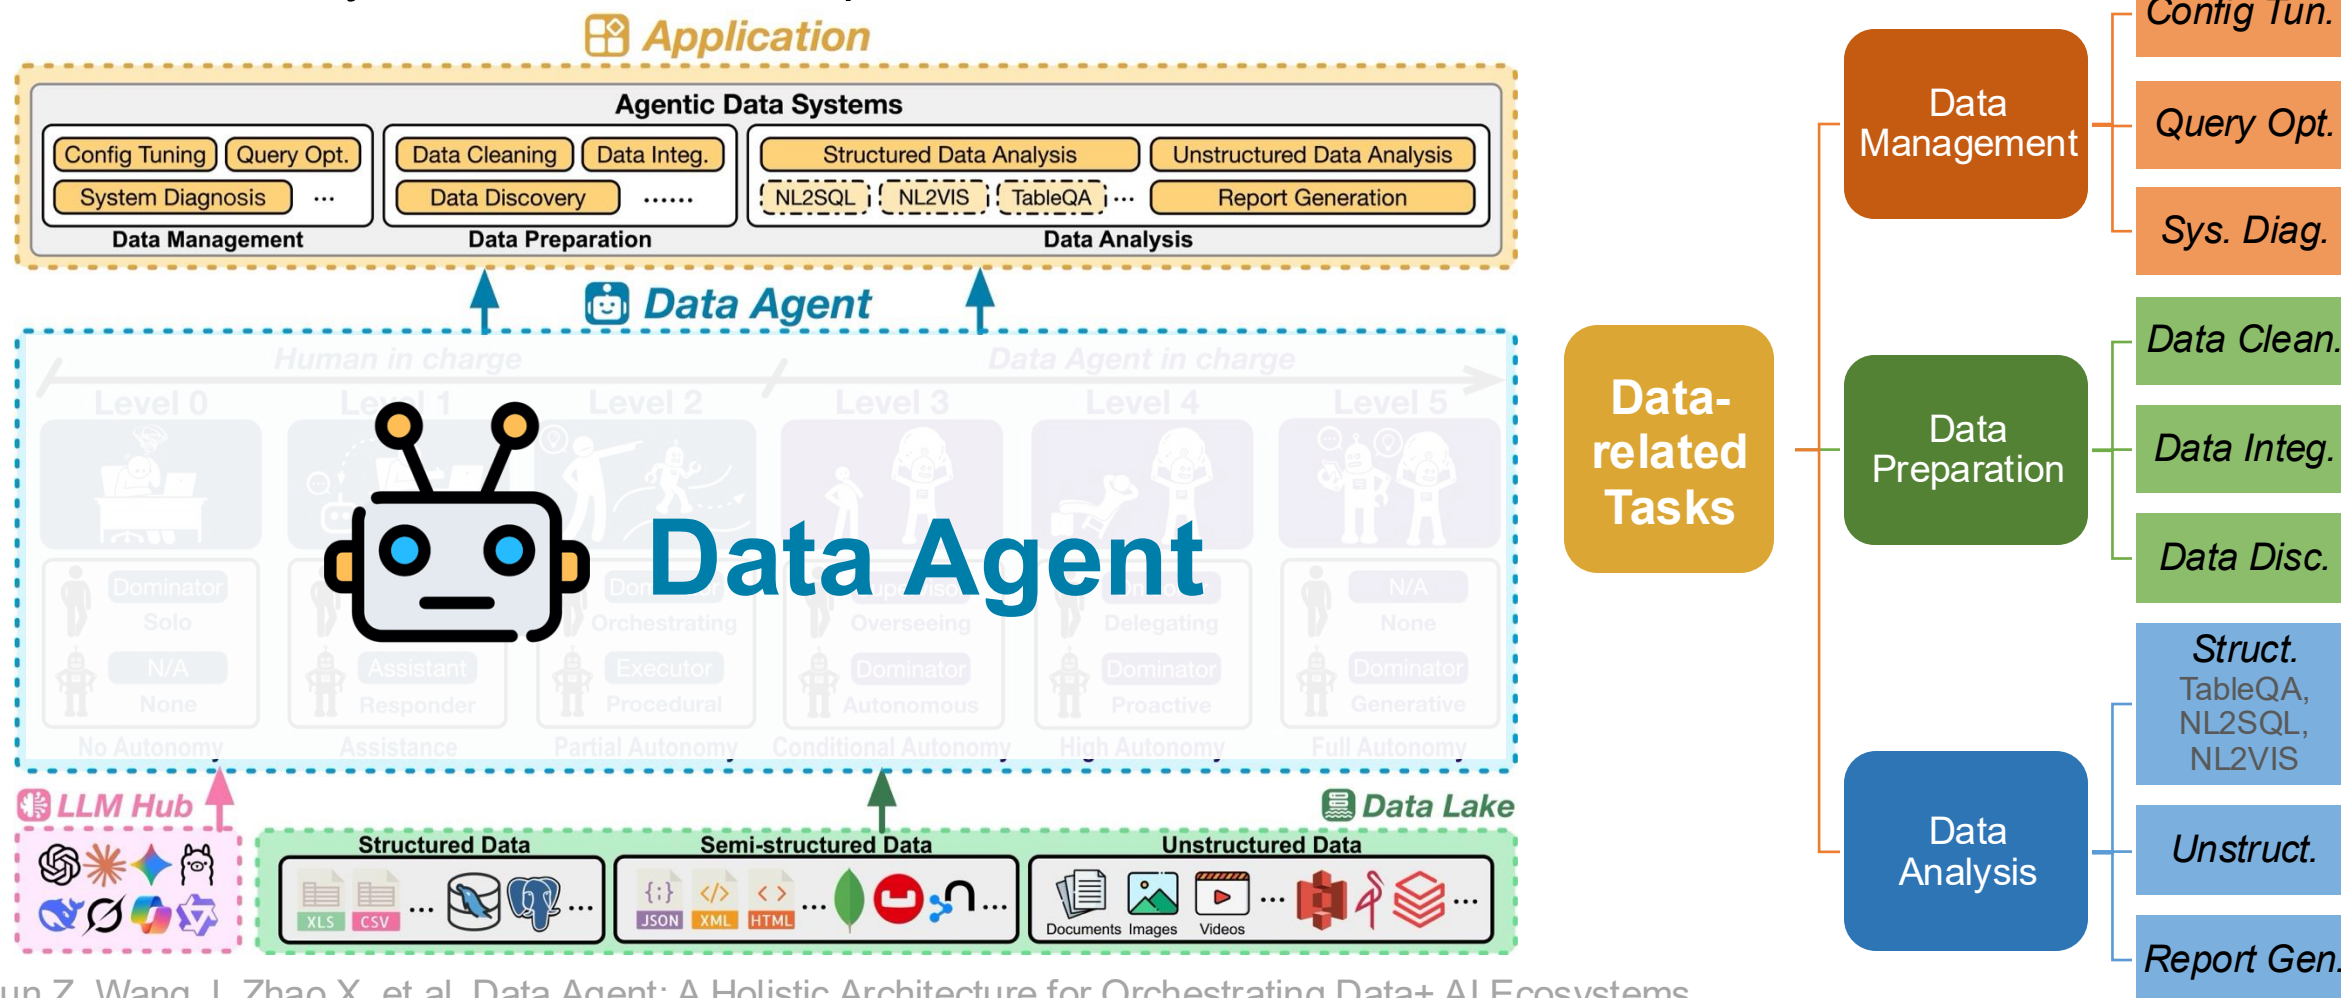 Application
Agentic Data Systems
Config Tuning Query Opt.
System Diagnosis ...
Data Management
Data Cleaning Data Integ.
Data Discovery ......
Data Preparation
Structured Data Analysis Unstructured Data Analysis
NL2SQL NL2VIS TableQA ... Report Generation
Data Analysis
Data Agent
Human in charge Data Agent in charge
Level 0 Level 1 Level 2 Level 3 Level 4 Level 5
Data Agent
Dominator
Solo
N/A
None
No Autonomy
Assistant
Responder
Assistance
Orchestrating
Executor
Procedural
Partial Autonomy
Supervisor
Overseeing
Dominator
Autonomous
Conditional Autonomy
Delegating
Dominator
Proactive
High Autonomy
N/A
None
Dominator
Generative
Full Autonomy
LLM Hub
Data Lake
Structured Data
XLS CSV ... ...
Semi-structured Data
{;} </> <>
JSON XML HTML ... ...
Unstructured Data
Documents Images Videos ... ...
Data-
related
Tasks
Data
Management
Config Tun.
Query Opt.
Sys. Diag.
Data
Preparation
Data Clean.
Data Integ.
Data Disc.
Data
Analysis
Struct.
TableQA,
NL2SQL,
NL2VIS
Unstruct.
Report Gen.
Z, Wang J, Zhao X, et al. Data Agent: A Holistic Architecture for Orchestrating Data+ AI Ecosystems